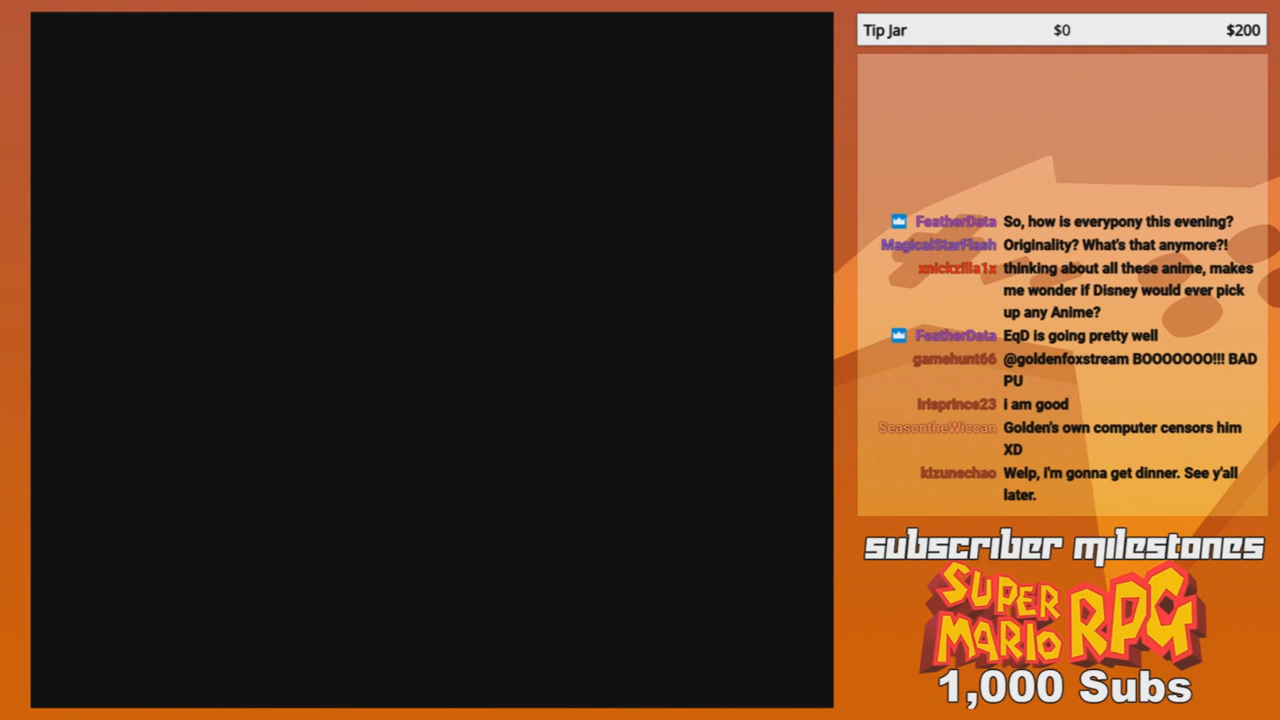 Tip Jar $0 $200
FeatherData So, how is everypony this evening?
MagicalStarFlash Originality? What's that anymore?!
xnickzilla1x thinking about all these anime, makes
me wonder if Disney would ever pick
up any Anime?
FeatherData EqD is going pretty well
gamehunt66 @goldenfoxstream BOOOOOOO!!! BAD
PU
irisprince23 i am good
SeasontheWiccan Golden's own computer censors him
XD
kizunechao Welp, i'm gonna get dinner. See y'all
later.
subscriber milestones
SUPER
MARIO RPG
1,000 Subs